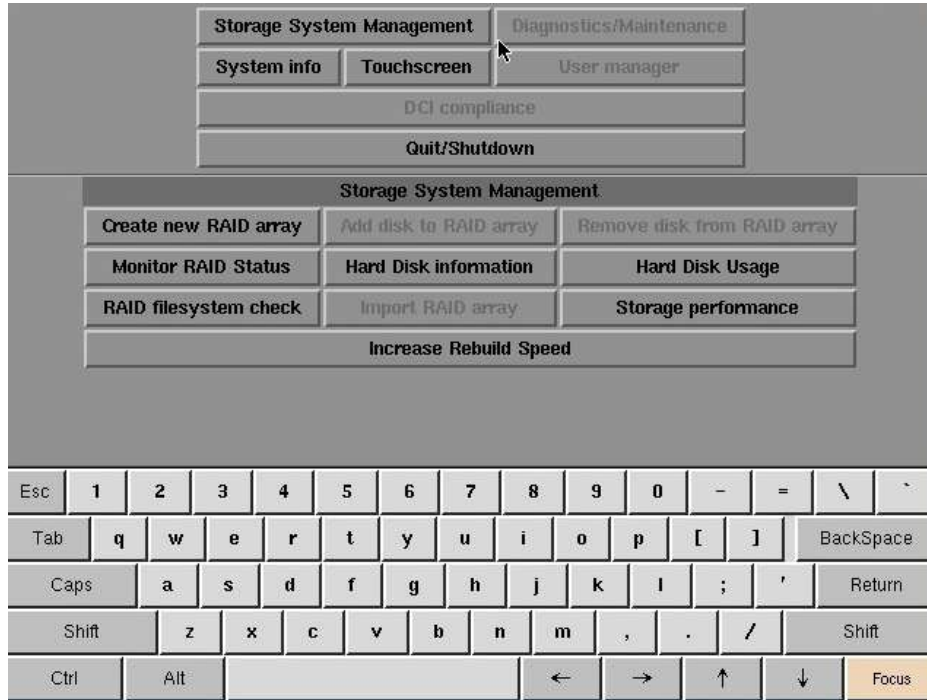 Storage System Management Diagnostics/Maintenance
System info Touchscreen User manager
DCI compliance
Quit/Shutdown
Storage System Management
Create new RAID array Add disk to RAID array Remove disk from RAID array
Monitor RAID Status Hard Disk information Hard Disk Usage
RAID filesystem check Import RAID array Storage performance
Increase Rebuild Speed
Esc 1 2 3 4 5 6 7 8 9 0 - = \ `
Tab q w e r t y u i o p [ ] BackSpace
Caps a s d f g h j k l ; ' Return
Shift z x c v b n m , . / Shift
Ctrl Alt ← → ↑ ↓ Focus